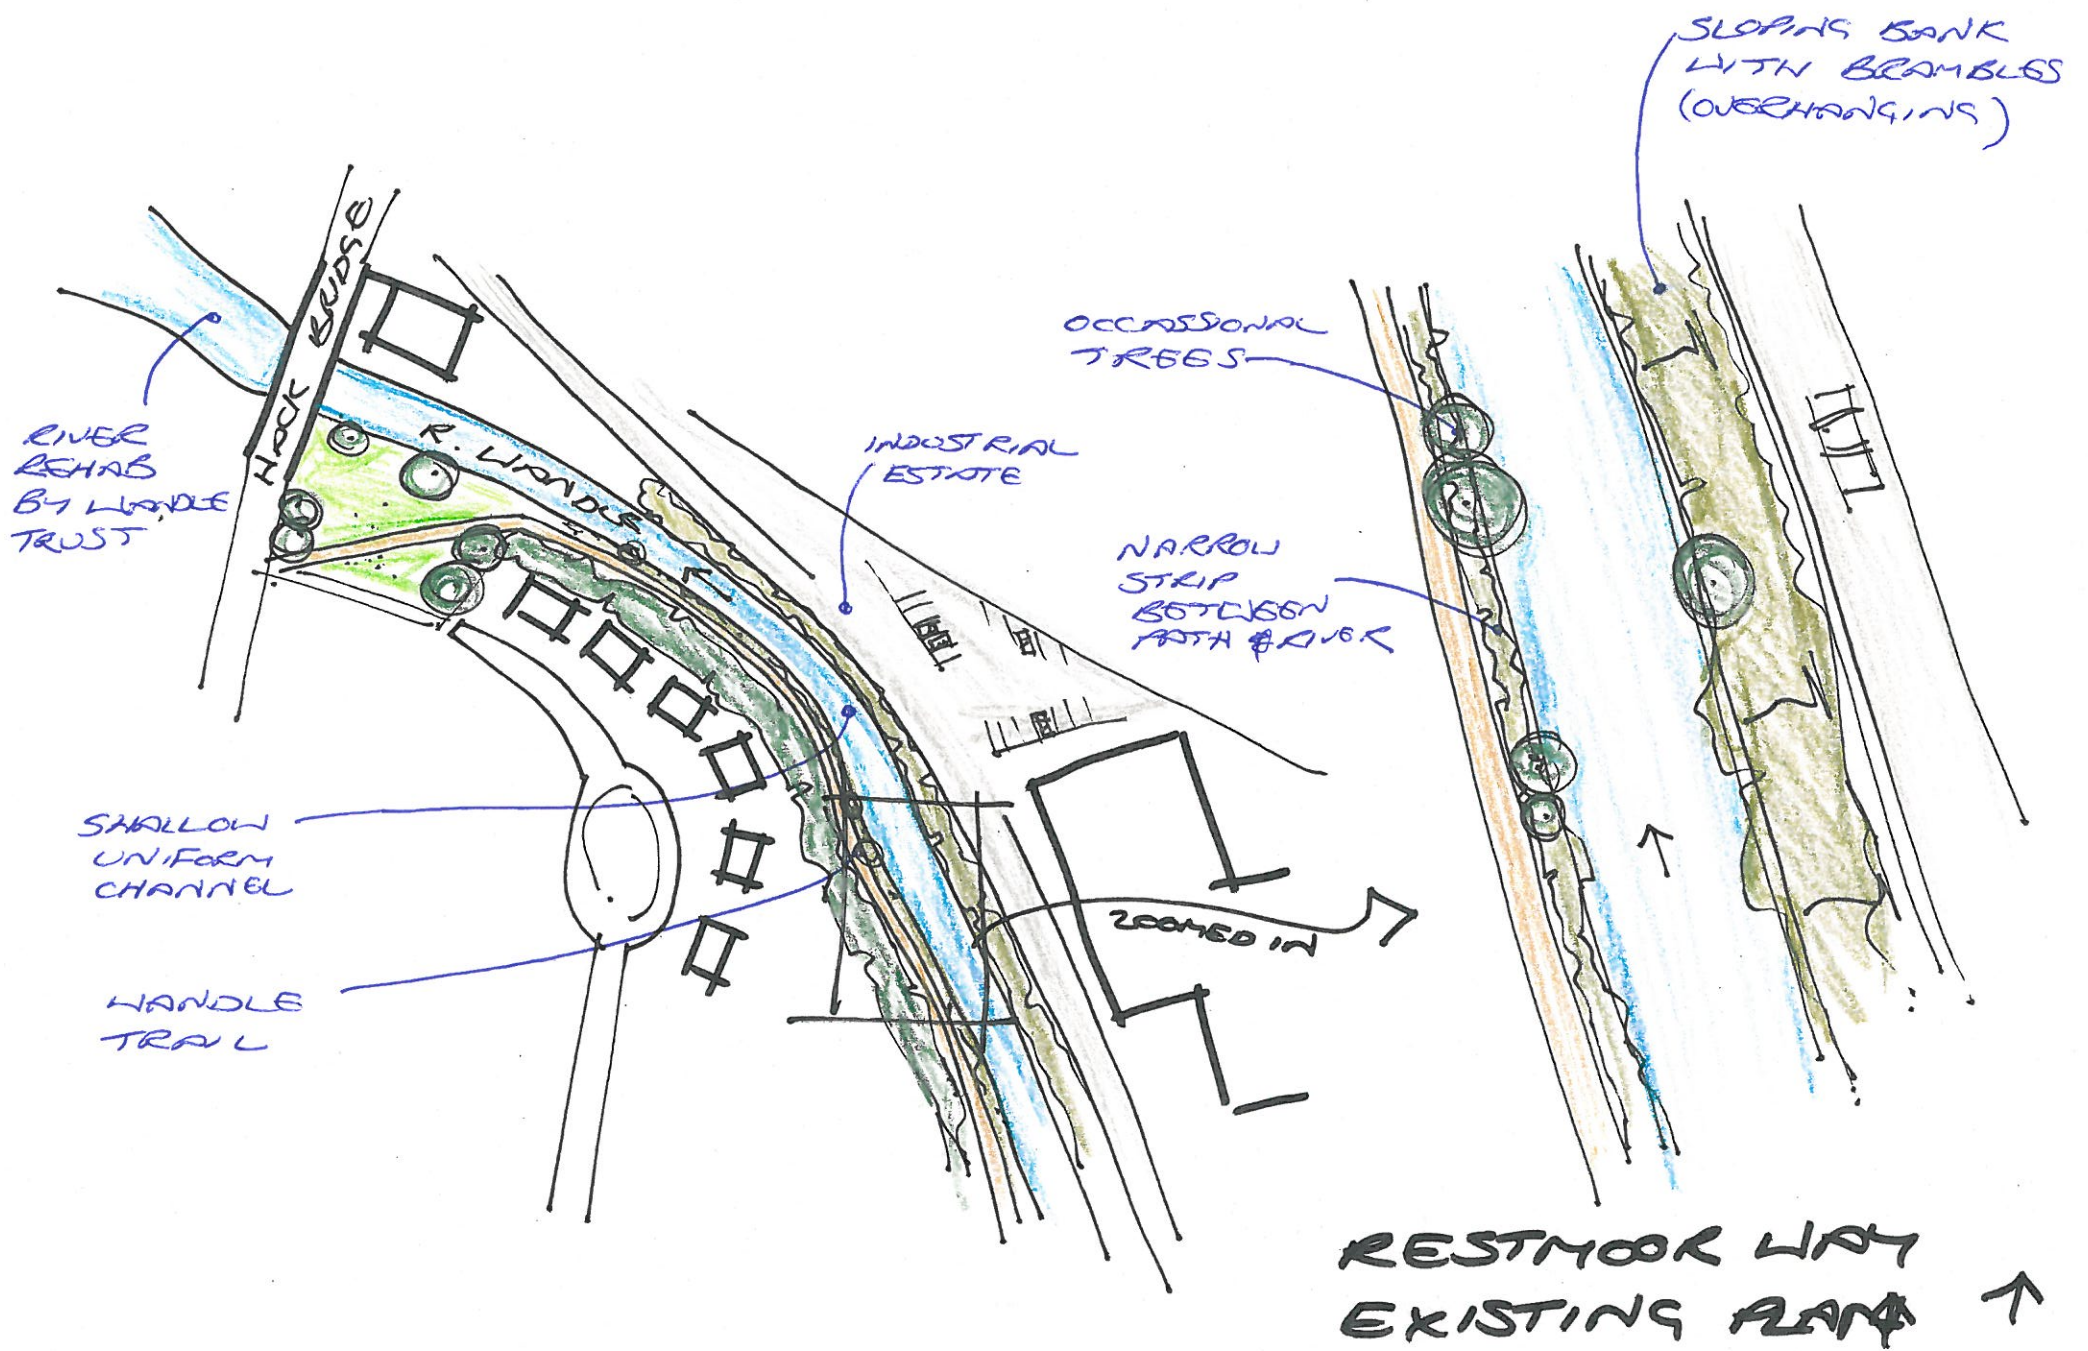 SLOPING BANK
WITH BRAMBLES
(OVERHANGING)
HACK BRIDGE
OCCASSIONAL
TREES
RIVER
REHAB
BY WANDLE
TRUST
R. WANDLE
INDUSTRIAL
ESTATE
NARROW
STRIP
BETWEEN
PATH & RIVER
SHALLOW
UNIFORM
CHANNEL
ZOOMED IN
WANDLE
TRAIL
RESTMOOR WAY
EXISTING PLAN